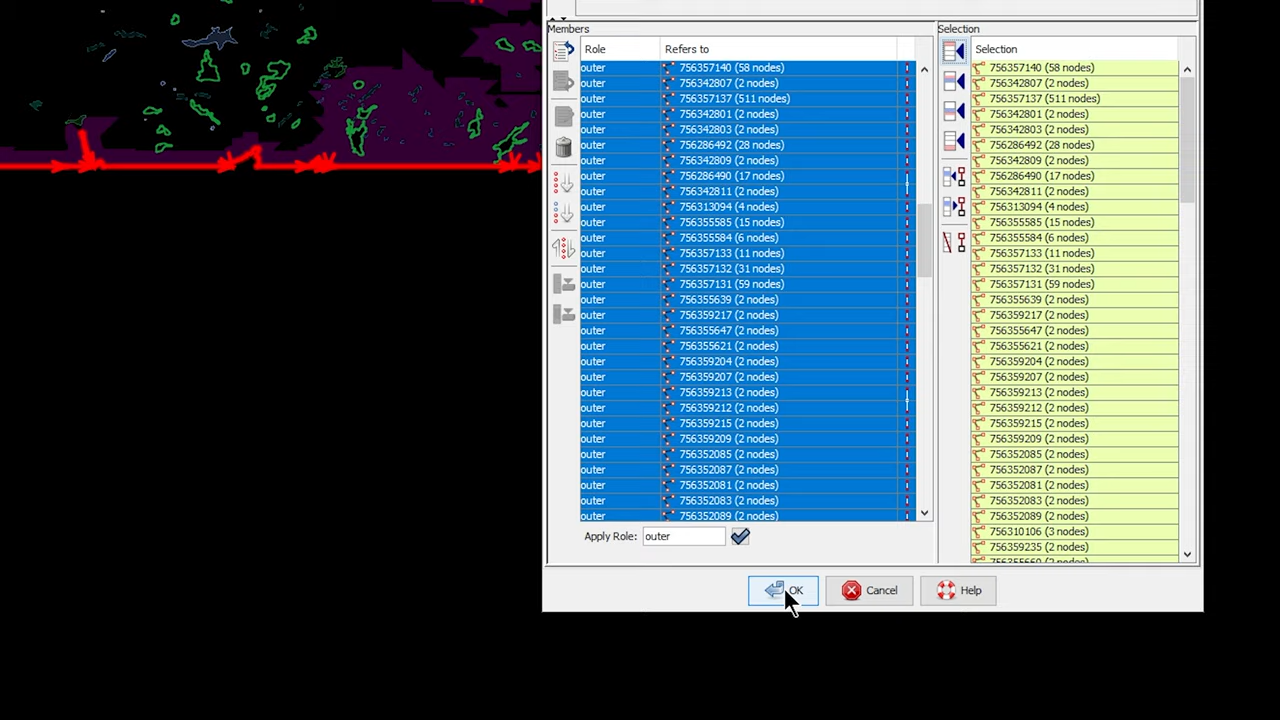 Members
Selection
Role Refers to
Selection
outer 756357140 (58 nodes)
756357140 (58 nodes)
outer 756342807 (2 nodes)
756342807 (2 nodes)
outer 756357137 (511 nodes)
756357137 (511 nodes)
outer 756342801 (2 nodes)
756342801 (2 nodes)
outer 756342803 (2 nodes)
756342803 (2 nodes)
outer 756286492 (28 nodes)
756286492 (28 nodes)
outer 756342809 (2 nodes)
756342809 (2 nodes)
outer 756286490 (17 nodes)
756286490 (17 nodes)
outer 756342811 (2 nodes)
756342811 (2 nodes)
outer 756313094 (4 nodes)
756313094 (4 nodes)
outer 756355585 (15 nodes)
756355585 (15 nodes)
outer 756355584 (6 nodes)
756355584 (6 nodes)
outer 756357133 (11 nodes)
756357133 (11 nodes)
outer 756357132 (31 nodes)
756357132 (31 nodes)
outer 756357131 (59 nodes)
756357131 (59 nodes)
outer 756355639 (2 nodes)
756355639 (2 nodes)
outer 756359217 (2 nodes)
756359217 (2 nodes)
outer 756355647 (2 nodes)
756355647 (2 nodes)
outer 756355621 (2 nodes)
756355621 (2 nodes)
outer 756359204 (2 nodes)
756359204 (2 nodes)
outer 756359207 (2 nodes)
756359207 (2 nodes)
outer 756359213 (2 nodes)
756359213 (2 nodes)
outer 756359212 (2 nodes)
756359212 (2 nodes)
outer 756359215 (2 nodes)
756359215 (2 nodes)
outer 756359209 (2 nodes)
756359209 (2 nodes)
outer 756352085 (2 nodes)
756352085 (2 nodes)
outer 756352087 (2 nodes)
756352087 (2 nodes)
outer 756352081 (2 nodes)
756352081 (2 nodes)
outer 756352083 (2 nodes)
756352083 (2 nodes)
outer 756352089 (2 nodes)
756352089 (2 nodes)
756310106 (3 nodes)
756359235 (2 nodes)
756355660 (2 nodes)
Apply Role: outer
OK Cancel Help